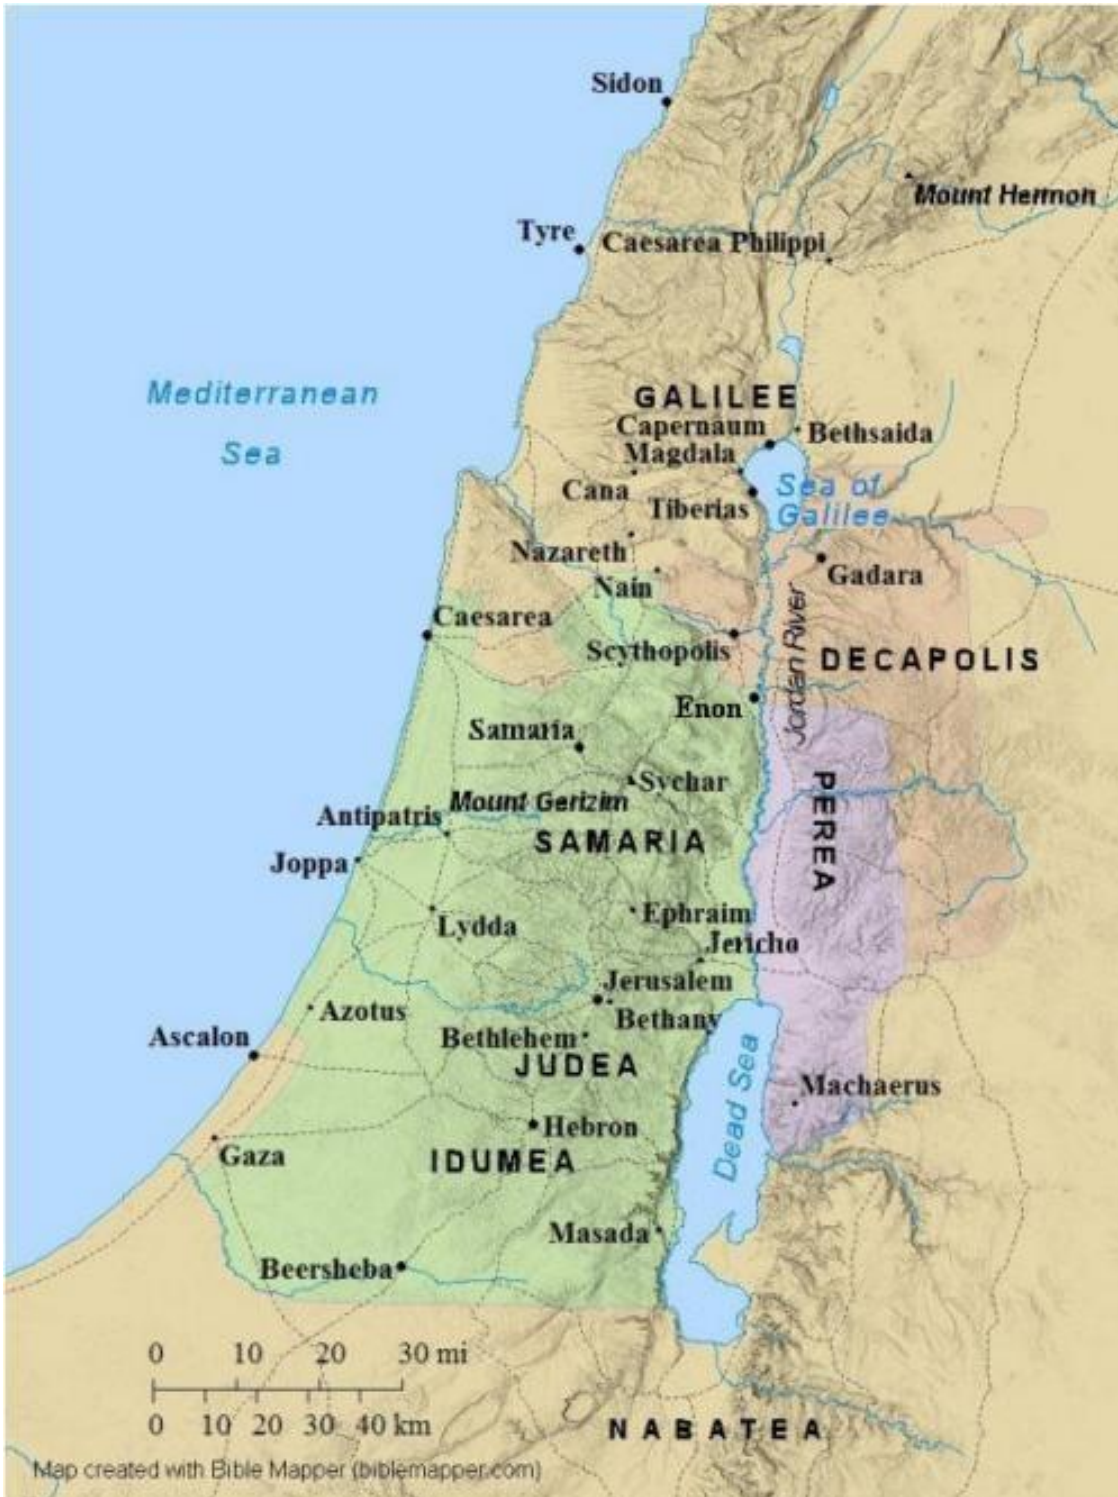 Sidon
Mount Hermon
Tyre
Caesarea Philippi
Mediterranean
Sea
GALILEE
Capernaum
Bethsaida
Magdala
Cana
Sea of
Galilee
Tiberias
Nazareth
Nain
Gadara
Caesarea
Jordan River
Scythopolis
DECAPOLIS
Enon
Samaria
Sychar
PEREA
Mount Gerizim
Antipatris
SAMARIA
Joppa
Ephraim
Lydda
Jericho
Jerusalem
Azotus
Bethany
Ascalon
Bethlehem
JUDEA
Dead Sea
Machaerus
Hebron
Gaza
IDUMEA
Masada
Beersheba
0 10 20 30 mi
0 10 20 30 40 km
NABATEA
Map created with Bible Mapper (biblemapper.com)